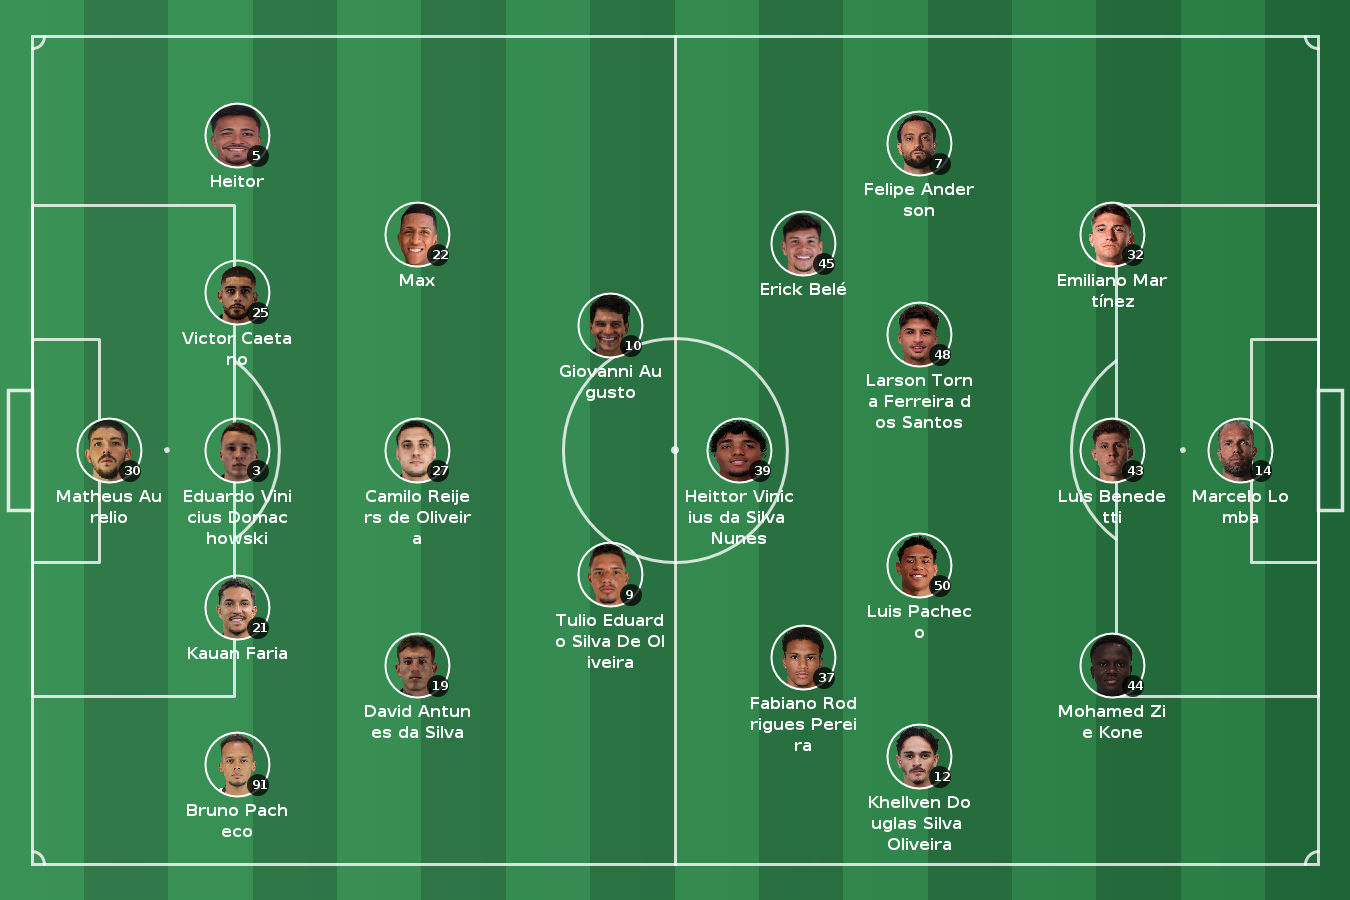 5
Heitor
22
Max
25
Victor Caeta
no
30
Matheus Au
relio
3
Eduardo Vini
cius Domac
howski
27
Camilo Reije
rs de Oliveir
a
21
Kauan Faria
19
David Antun
es da Silva
91
Bruno Pach
eco
10
Giovanni Au
gusto
9
Tulio Eduard
o Silva De Ol
iveira
7
Felipe Ander
son
45
Erick Belé
32
Emiliano Mar
tínez
48
Larson Torn
a Ferreira d
os Santos
39
Heittor Vinic
ius da Silva
Nunes
43
Luis Benede
tti
14
Marcelo Lo
mba
50
Luis Pachec
o
37
Fabiano Rod
rigues Perei
ra
44
Mohamed Zi
e Kone
12
Khellven Do
uglas Silva
Oliveira